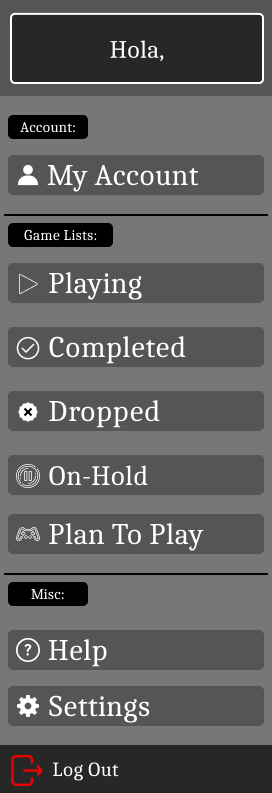 Hola,
Account:
My Account
Game Lists:
Playing
Completed
Dropped
On-Hold
Plan To Play
Misc:
Help
Settings
Log Out